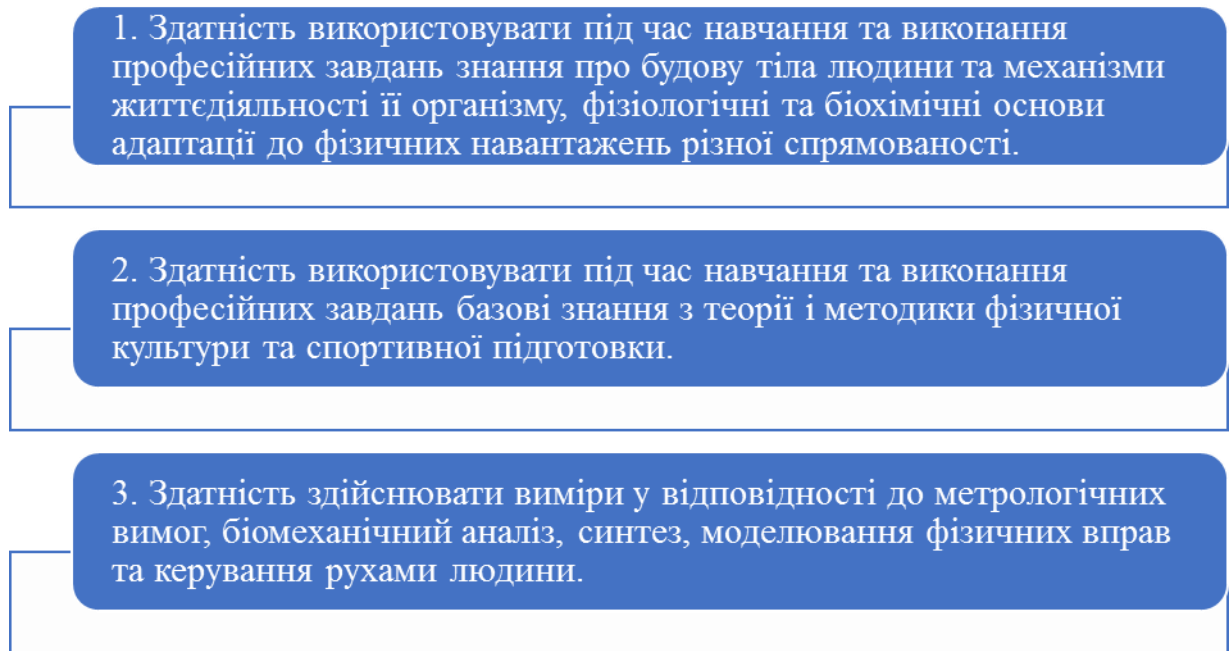 1. Здатність використовувати під час навчання та виконання
професійних завдань знання про будову тіла людини та механізми
життєдіяльності її організму, фізіологічні та біохімічні основи
адаптації до фізичних навантажень різної спрямованості.
2. Здатність використовувати під час навчання та виконання
професійних завдань базові знання з теорії і методики фізичної
культури та спортивної підготовки.
3. Здатність здійснювати виміри у відповідності до метрологічних
вимог, біомеханічний аналіз, синтез, моделювання фізичних вправ
та керування рухами людини.